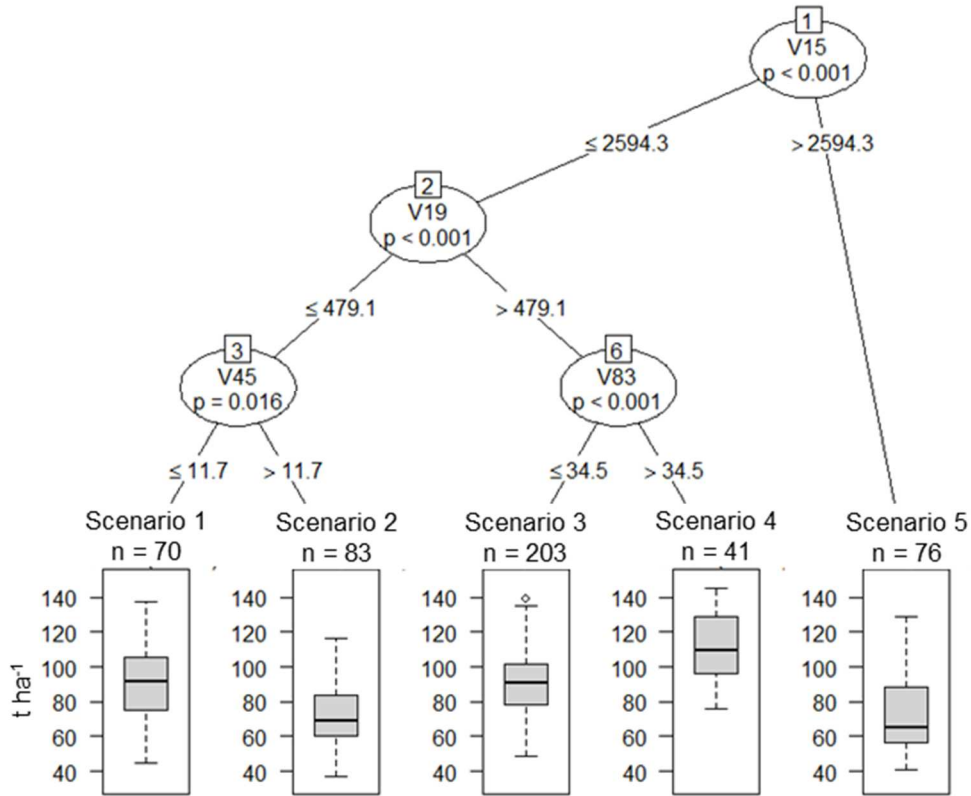 1
V15
p < 0.001
≤ 2594.3
> 2594.3
2
V19
p < 0.001
≤ 479.1
> 479.1
3
V45
p = 0.016
6
V83
p < 0.001
≤ 11.7
> 11.7
≤ 34.5
> 34.5
Scenario 1
n = 70
Scenario 2
n = 83
Scenario 3
n = 203
Scenario 4
n = 41
Scenario 5
n = 76
t ha-1
140
120
100
80
60
40
140
120
100
80
60
40
140
120
100
80
60
40
140
120
100
80
60
40
140
120
100
80
60
40